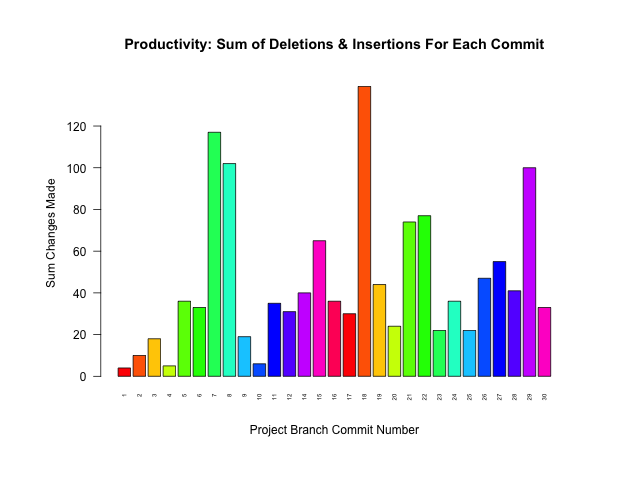 Productivity: Sum of Deletions & Insertions For Each Commit
120
100
80
60
40
20
0
Sum Changes Made
1 2 3 4 5 6 7 8 9 10 11 12 14 15 16 17 18 19 20 21 22 23 24 25 26 27 28 29 30
Project Branch Commit Number